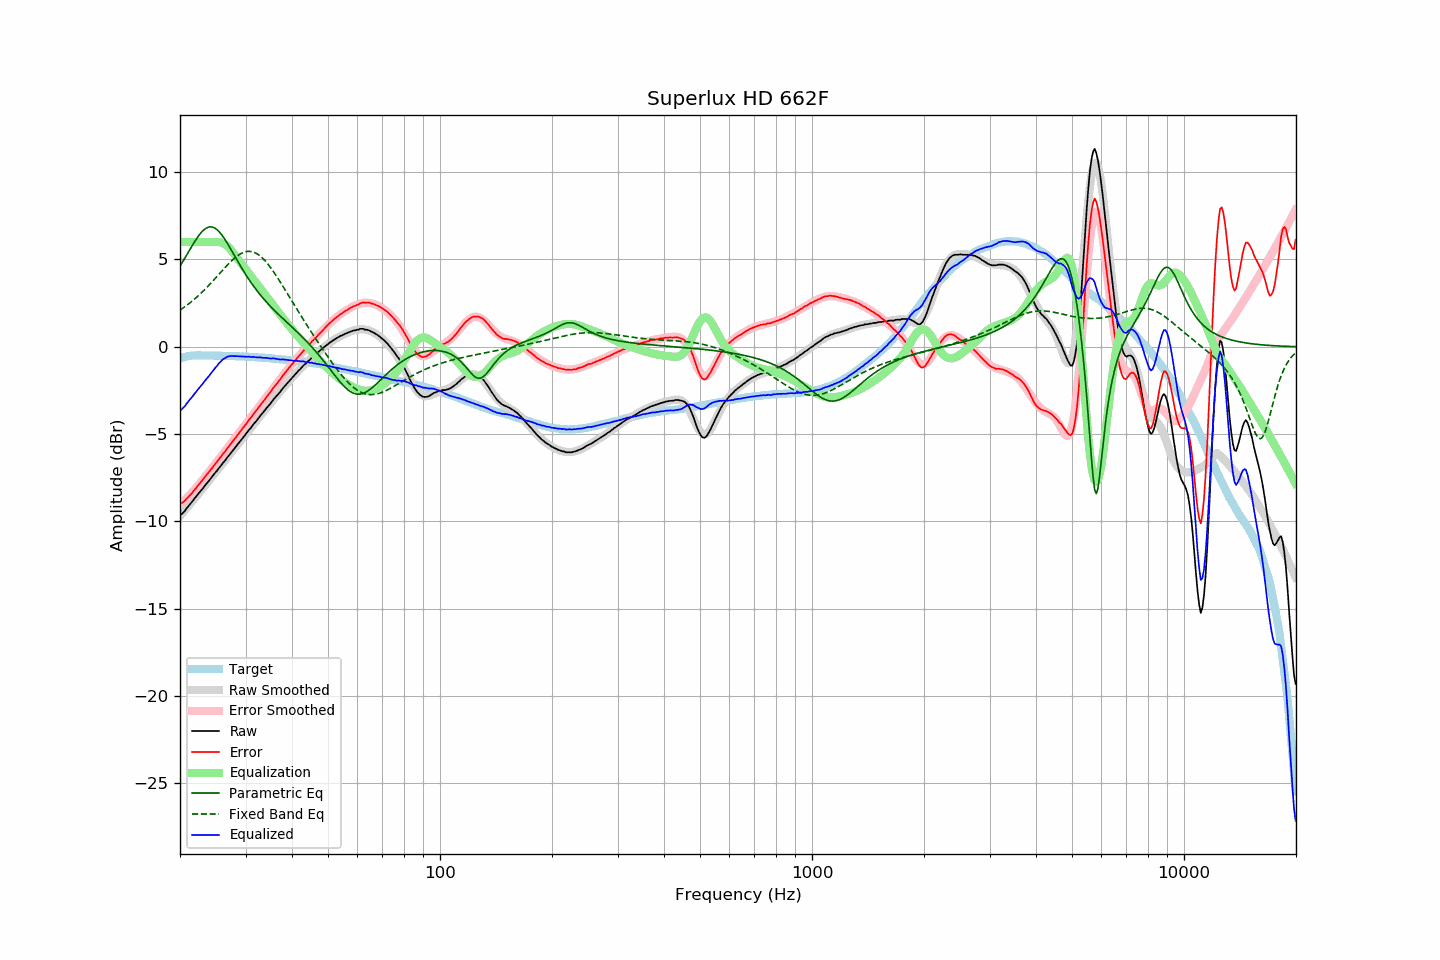 Superlux HD 662F
Amplitude (dBr)
10
5
0
−5
−10
−15
−20
−25
Target
Raw Smoothed
Error Smoothed
Raw
Error
Equalization
Parametric Eq
Fixed Band Eq
Equalized
100
1000
10000
Frequency (Hz)